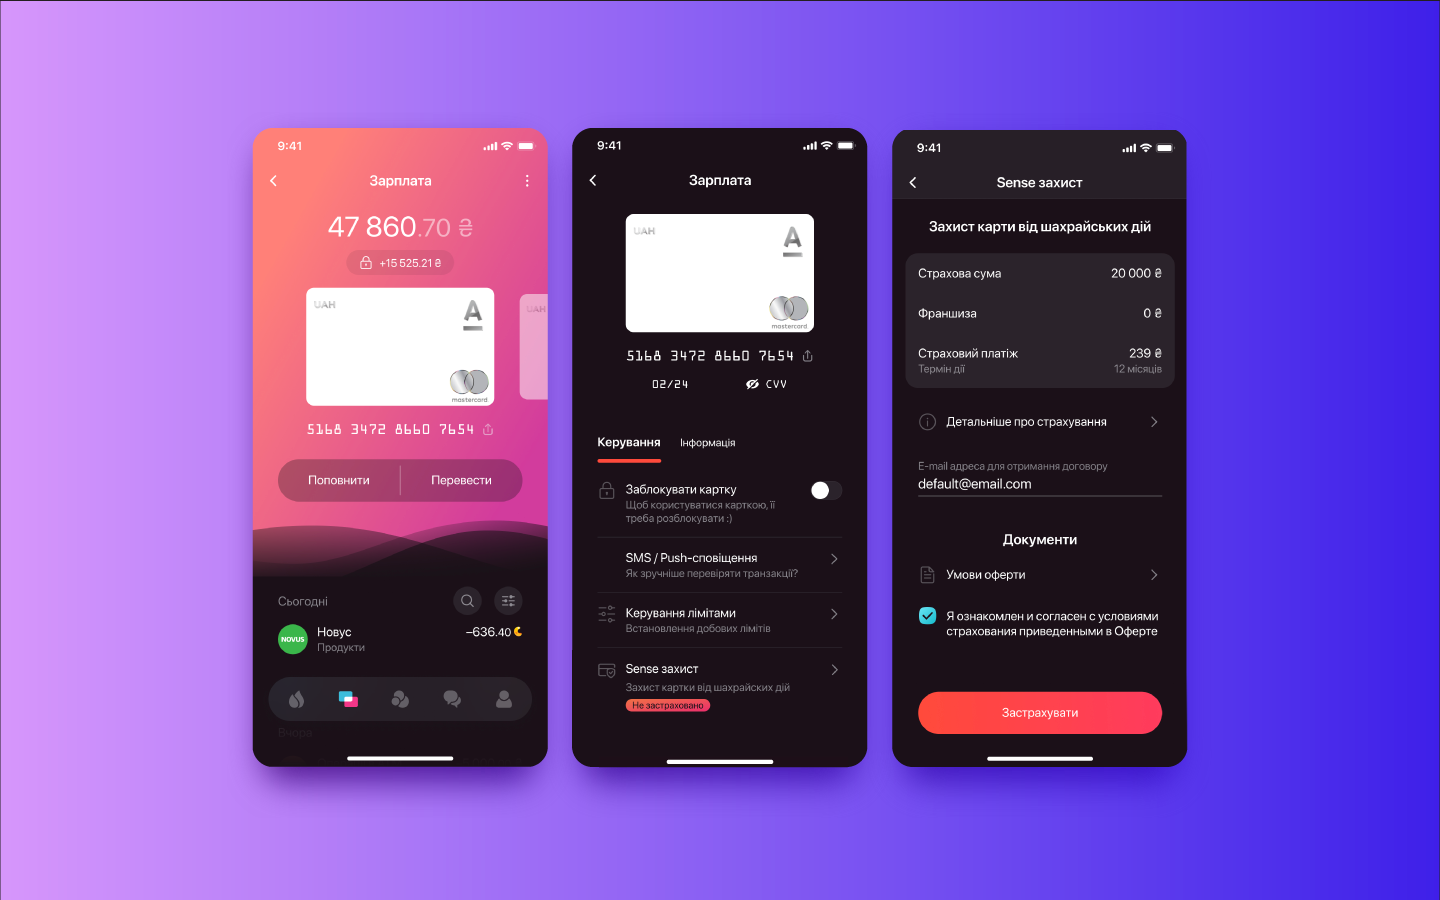 9:41
Зарплата
47 860.70 ₴
+15 525.21 ₴
UAH
A
mastercard
UAH
5168 3472 8660 7654
Поповнити
Перевести
Сьогодні
NOVUS
Новус
–636.40
Продукти
Вчора
9:41
Зарплата
UAH
A
mastercard
5168 3472 8660 7654
02/24
CVV
Керування
Інформація
Заблокувати картку
Щоб користуватися карткою, її
треба розблокувати :)
SMS / Push-сповіщення
Як зручніше перевіряти транзакції?
Керування лімітами
Встановлення добових лімітів
Sense захист
Захист картки від шахрайских дій
Не застраховано
9:41
Sense захист
Захист карти від шахрайських дій
Страхова сума
20 000 ₴
Франшиза
0 ₴
Страховий платіж
239 ₴
Термін дії
12 місяців
Детальніше про страхування
E-mail адреса для отримання договору
default@email.com
Документи
Умови оферти
Я ознакомлен и согласен с условиями
страхования приведенными в Оферте
Застрахувати